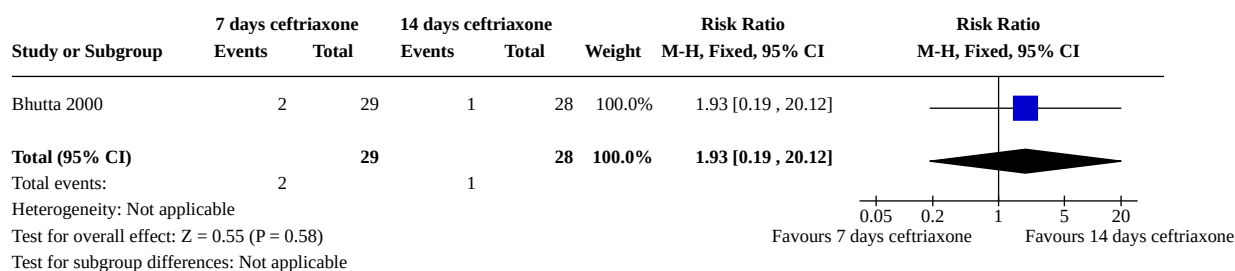 7 days ceftriaxone 14 days ceftriaxone Risk Ratio Risk Ratio
Study or Subgroup Events Total Events Total Weight M-H, Fixed, 95% CI M-H, Fixed, 95% CI
Bhutta 2000 2 29 1 28 100.0% 1.93 [0.19 , 20.12]
Total (95% CI) 29 28 100.0% 1.93 [0.19 , 20.12]
Total events: 2 1
Heterogeneity: Not applicable
0.05 0.2 1 5 20
Test for overall effect: Z = 0.55 (P = 0.58) Favours 7 days ceftriaxone Favours 14 days ceftriaxone
Test for subgroup differences: Not applicable